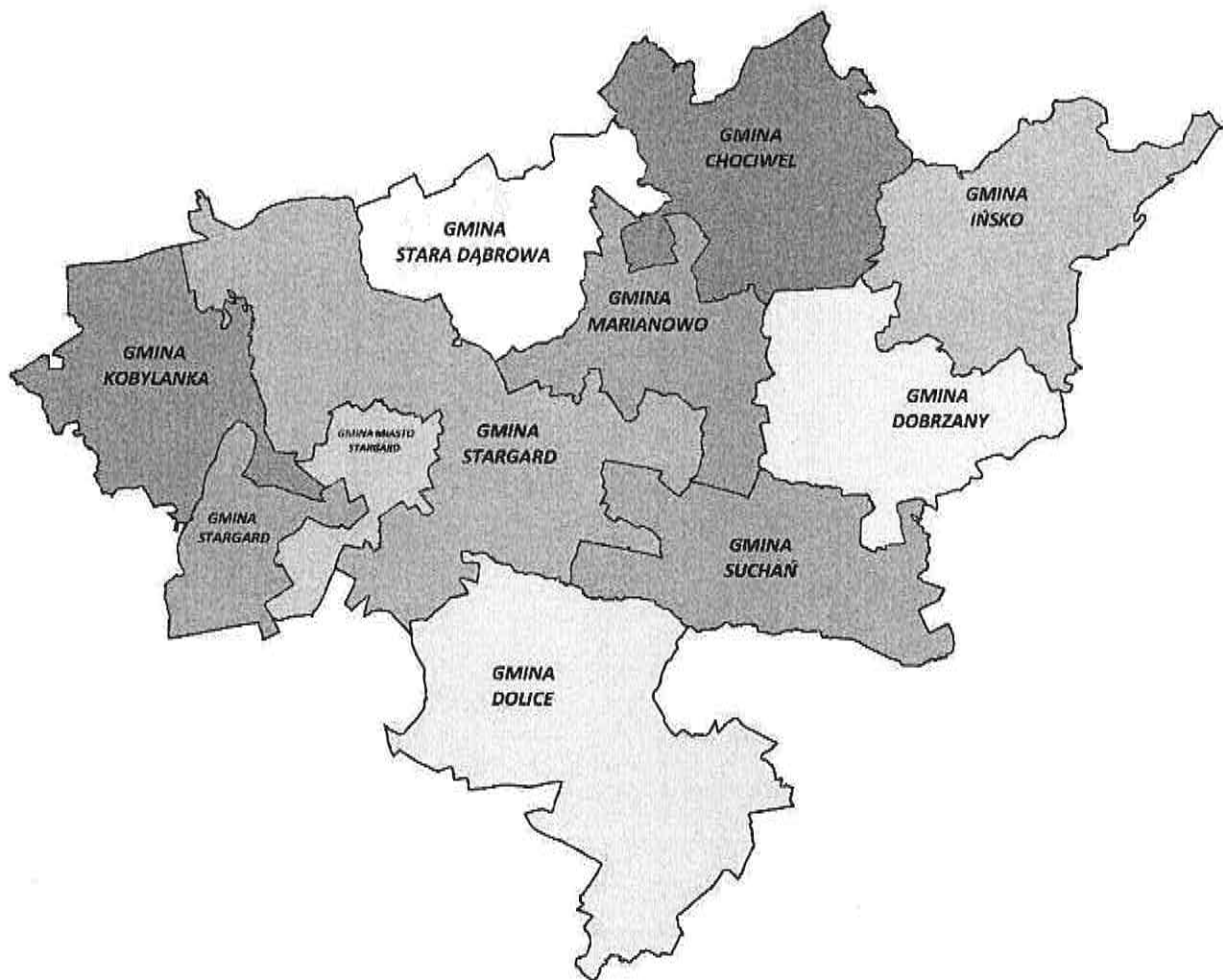 GMINA
CHOCIWEL
GMINA
IŃSKO
GMINA
STARA DĄBROWA
GMINA
MARIANOWO
GMINA
KOBYLANKA
GMINA
DOBRZANY
GMINA MIASTO
STARGARD
GMINA
STARGARD
GMINA
STARGARD
GMINA
SUCHAŃ
GMINA
DOLICE